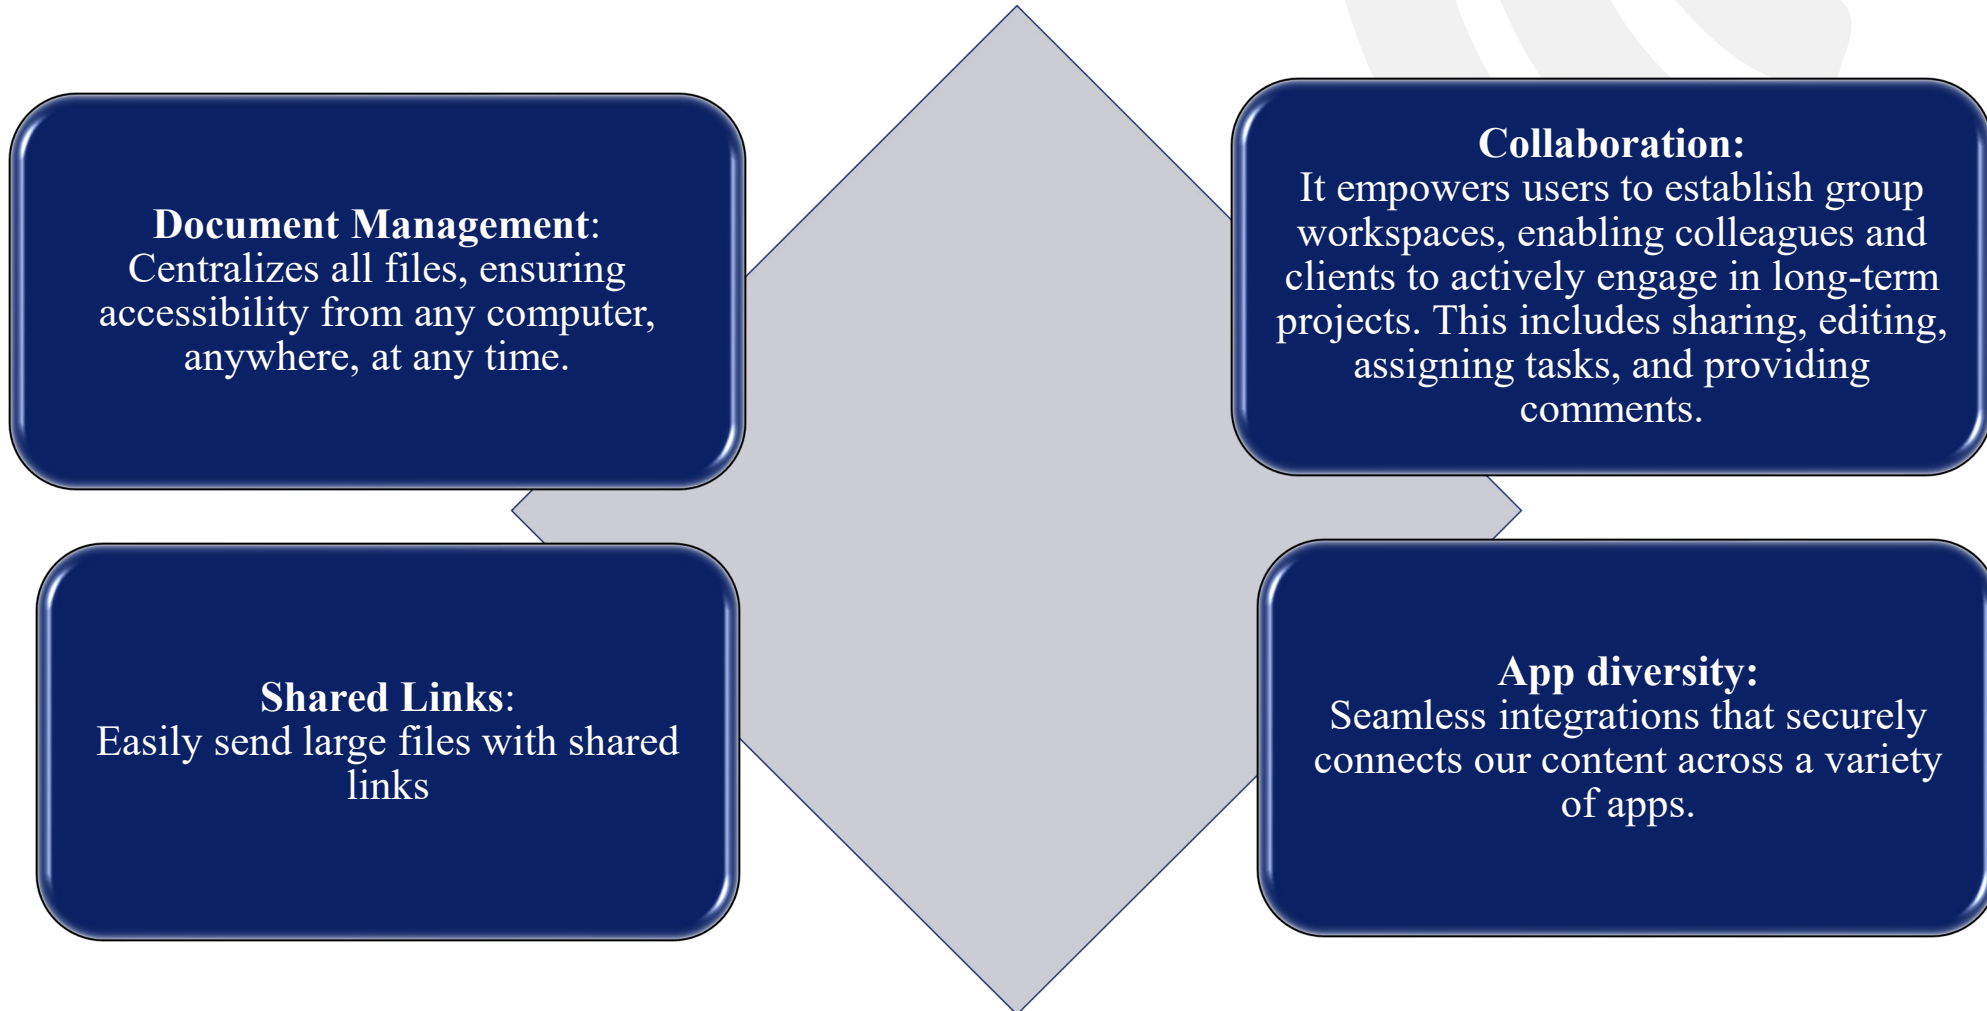 Document Management:
Centralizes all files, ensuring
accessibility from any computer,
anywhere, at any time.
Collaboration:
It empowers users to establish group
workspaces, enabling colleagues and
clients to actively engage in long-term
projects. This includes sharing, editing,
assigning tasks, and providing
comments.
Shared Links:
Easily send large files with shared
links
App diversity:
Seamless integrations that securely
connects our content across a variety
of apps.